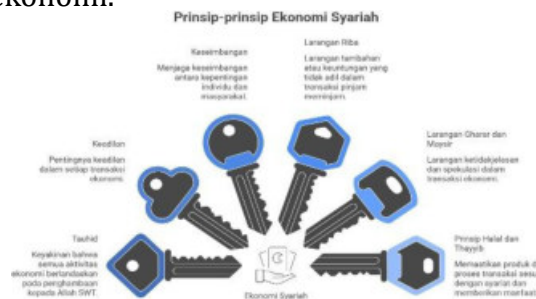 ekonomi.
Prinsip-prinsip Ekonomi Syariah
Larangan Riba
Larangan tambahan
atau keuntungan yang
tidak adil dalam
transaksi pinjam
meminjam.
Keseimbangan
Menjaga keseimbangan
antara kepentingan
individu dan
masyarakat.
Larangan Gharar dan
Maysir
Larangan ketidakjelasan
dan spekulasi dalam
transaksi ekonomi.
Keadilan
Pentingnya keadilan
dalam setiap transaksi
ekonomi.
Tauhid
Keyakinan bahwa
semua aktivitas
ekonomi berlandaskan
pada penghambaan
kepada Allah SWT.
Prinsip Halal dan
Thayyib
Memastikan produk d
proses transaksi sesu
dengan syariat dan
memberikan manfaat
Ekonomi Syariah